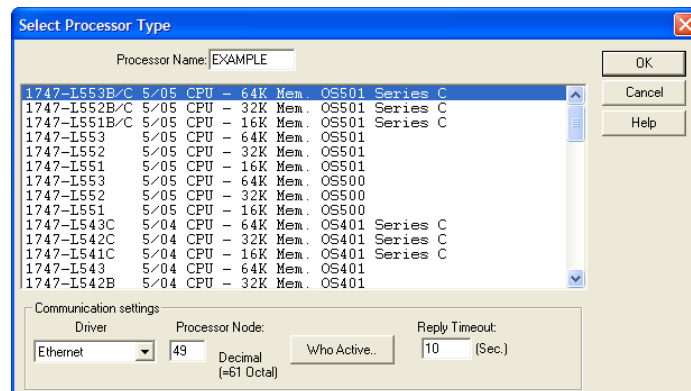 Select Processor Type
Processor Name: EXAMPLE
OK
Cancel
Help
1747-L553B/C 5/05 CPU - 64K Mem. OS501 Series C
1747-L552B/C 5/05 CPU - 32K Mem. OS501 Series C
1747-L551B/C 5/05 CPU - 16K Mem. OS501 Series C
1747-L553 5/05 CPU - 64K Mem. OS501
1747-L552 5/05 CPU - 32K Mem. OS501
1747-L551 5/05 CPU - 16K Mem. OS501
1747-L553 5/05 CPU - 64K Mem. OS500
1747-L552 5/05 CPU - 32K Mem. OS500
1747-L551 5/05 CPU - 16K Mem. OS500
1747-L543C 5/04 CPU - 64K Mem. OS401 Series C
1747-L542C 5/04 CPU - 32K Mem. OS401 Series C
1747-L541C 5/04 CPU - 16K Mem. OS401 Series C
1747-L543 5/04 CPU - 64K Mem. OS401
1747-L542B 5/04 CPU - 32K Mem. OS401
Communication settings
Driver
Processor Node:
Reply Timeout:
Ethernet
49
Decimal
(=61 Octal)
Who Active..
10
(Sec.)